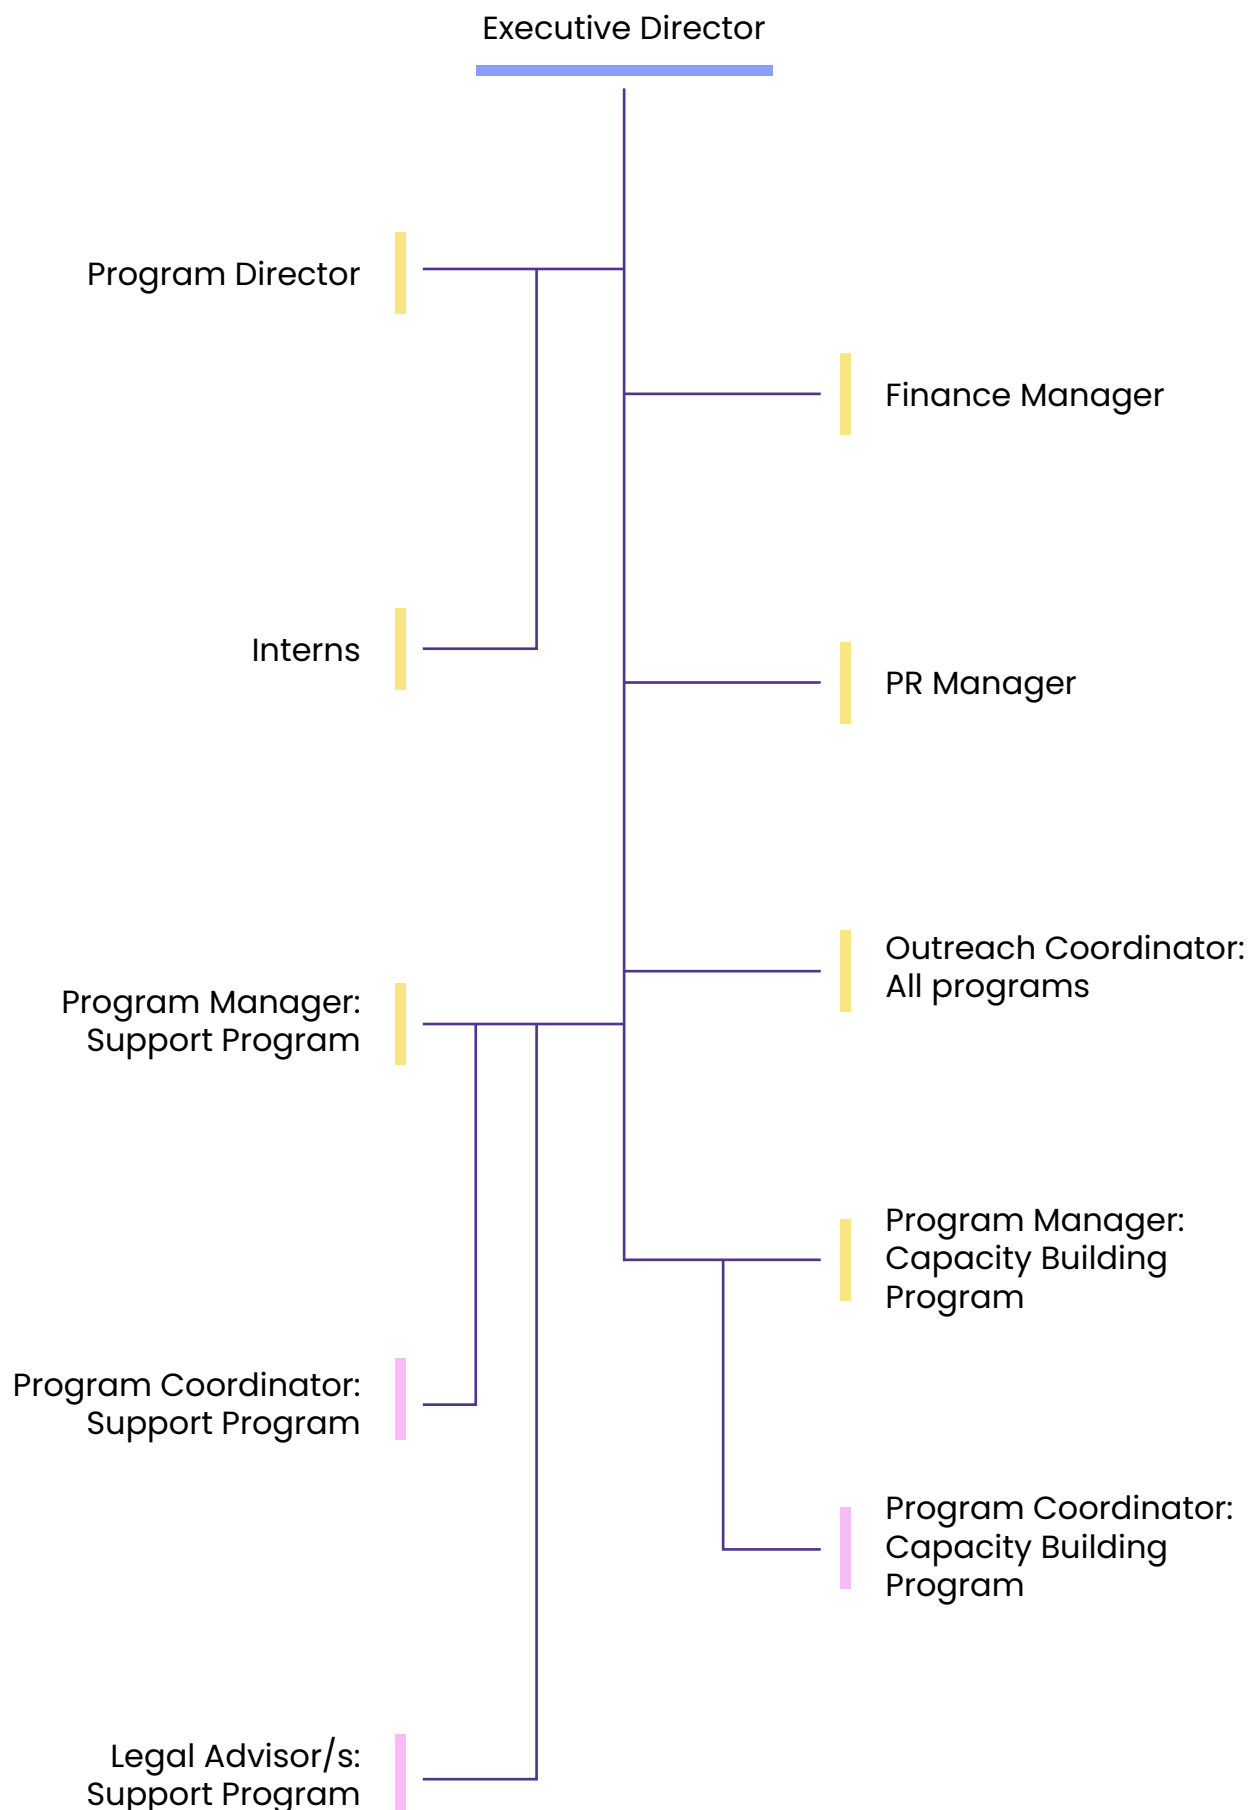 Executive Director
Program Director
Finance Manager
Interns
PR Manager
Outreach Coordinator:
All programs
Program Manager:
Support Program
Program Manager:
Capacity Building
Program
Program Coordinator:
Support Program
Program Coordinator:
Capacity Building
Program
Legal Advisor/s:
Support Program